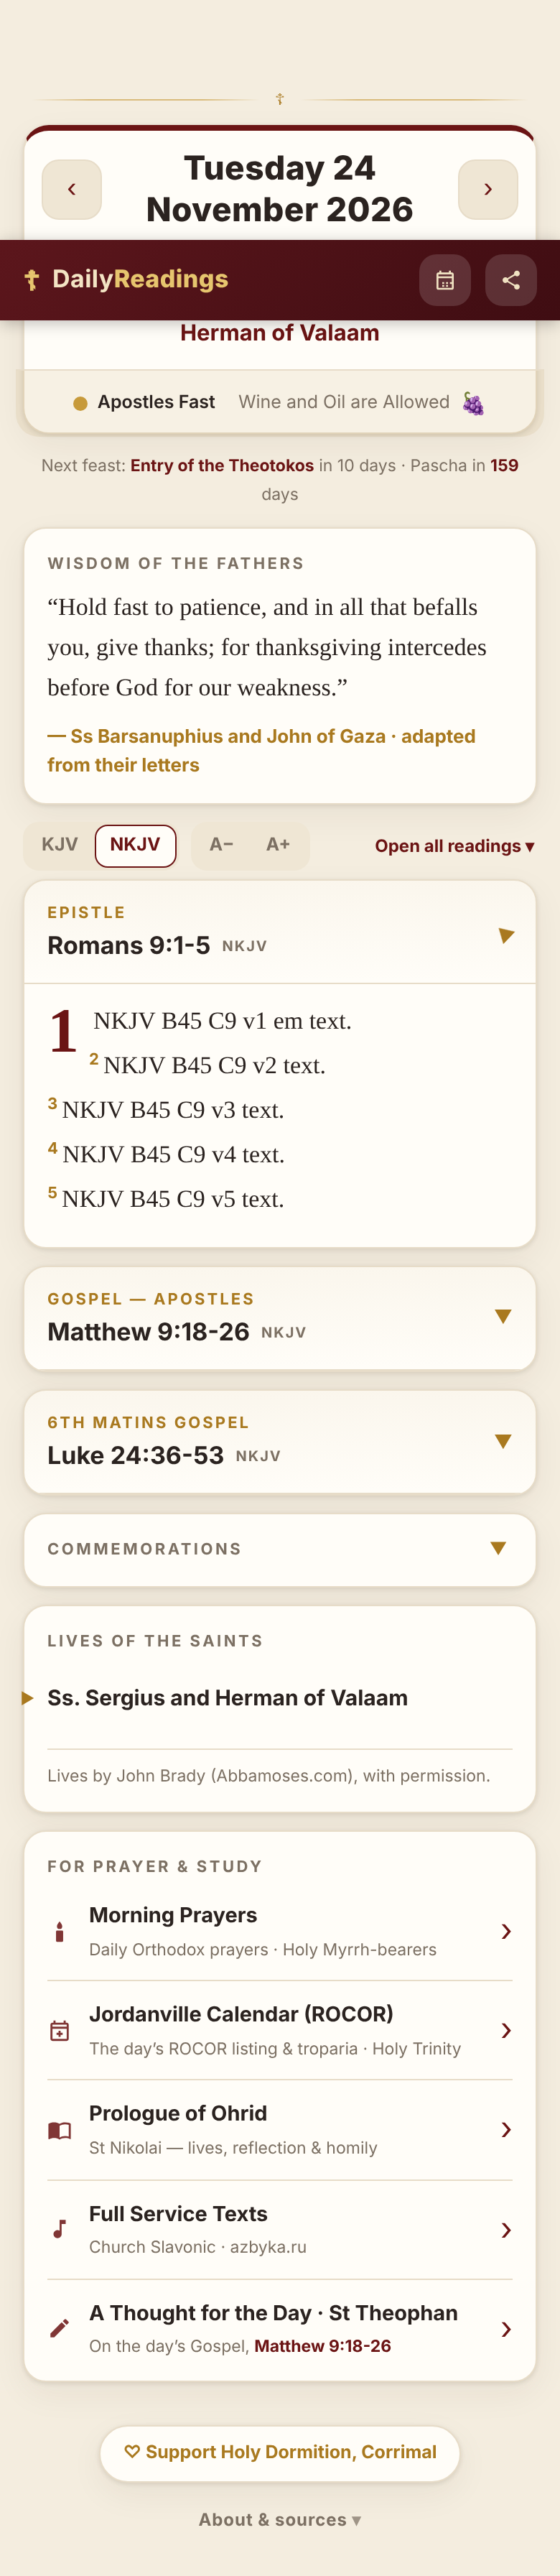 ‹
Tuesday 24
November 2026
›
DailyReadings
Herman of Valaam
Apostles Fast Wine and Oil are Allowed 🍇
Next feast: Entry of the Theotokos in 10 days · Pascha in 159
days
WISDOM OF THE FATHERS
“Hold fast to patience, and in all that befalls
you, give thanks; for thanksgiving intercedes
before God for our weakness.”
— Ss Barsanuphius and John of Gaza · adapted
from their letters
KJV NKJV A− A+ Open all readings ▾
EPISTLE
Romans 9:1-5 NKJV
1 NKJV B45 C9 v1 em text.
2 NKJV B45 C9 v2 text.
3 NKJV B45 C9 v3 text.
4 NKJV B45 C9 v4 text.
5 NKJV B45 C9 v5 text.
GOSPEL — APOSTLES
Matthew 9:18-26 NKJV
6TH MATINS GOSPEL
Luke 24:36-53 NKJV
COMMEMORATIONS
LIVES OF THE SAINTS
Ss. Sergius and Herman of Valaam
Lives by John Brady (Abbamoses.com), with permission.
FOR PRAYER & STUDY
Morning Prayers
Daily Orthodox prayers · Holy Myrrh-bearers
Jordanville Calendar (ROCOR)
The day’s ROCOR listing & troparia · Holy Trinity
Prologue of Ohrid
St Nikolai — lives, reflection & homily
Full Service Texts
Church Slavonic · azbyka.ru
A Thought for the Day · St Theophan
On the day’s Gospel, Matthew 9:18-26
♡ Support Holy Dormition, Corrimal
About & sources ▾